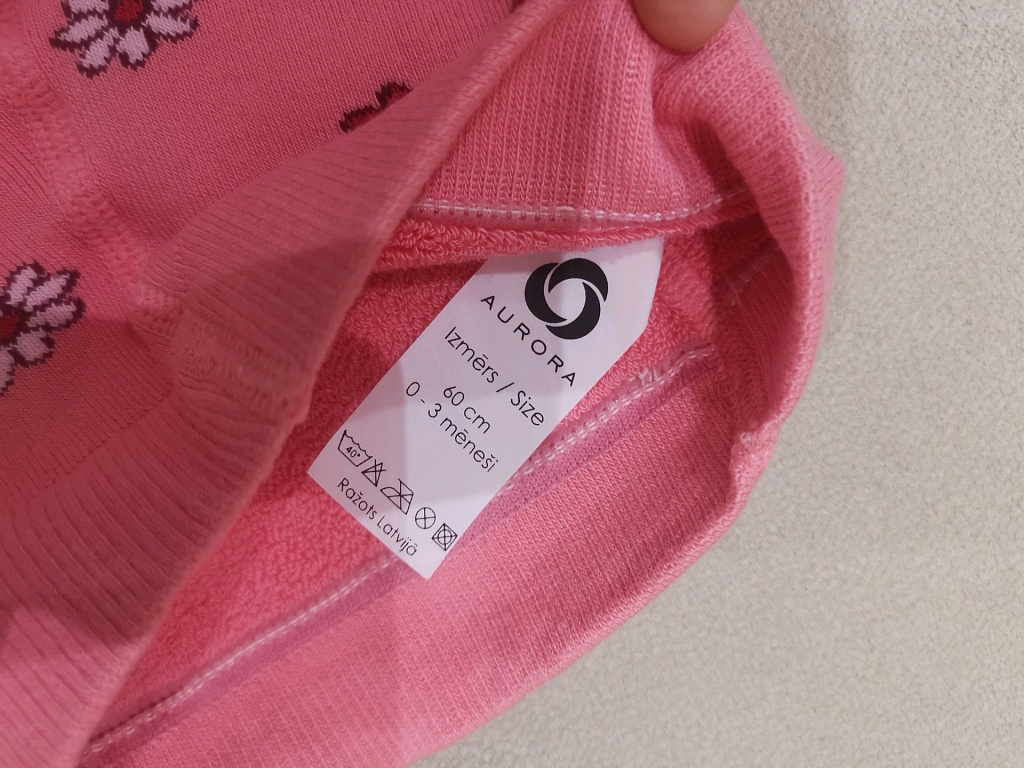 AURORA
Izmērs / Size
60 cm
0 - 3 mēneši
40°
Ražots Latvijā